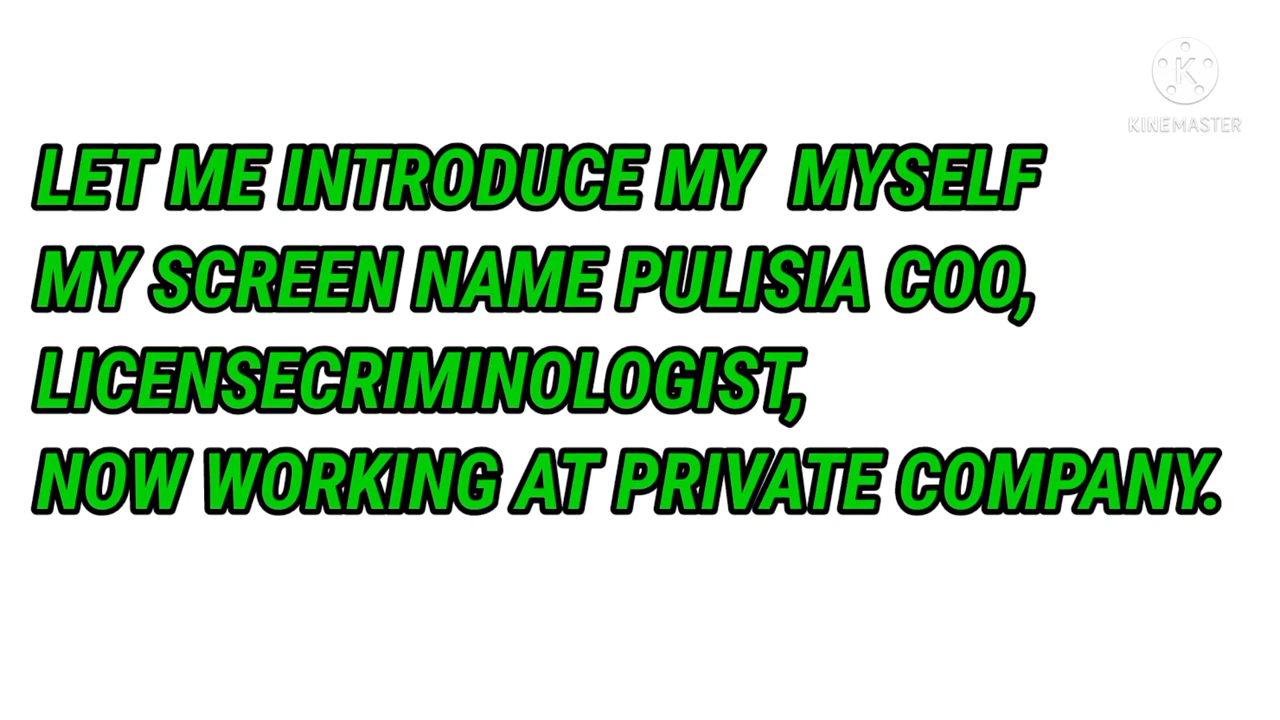 KINEMASTER
LET ME INTRODUCE MY  MYSELF
MY SCREEN NAME PULISIA COO,
LICENSECRIMINOLOGIST,
NOW WORKING AT PRIVATE COMPANY.